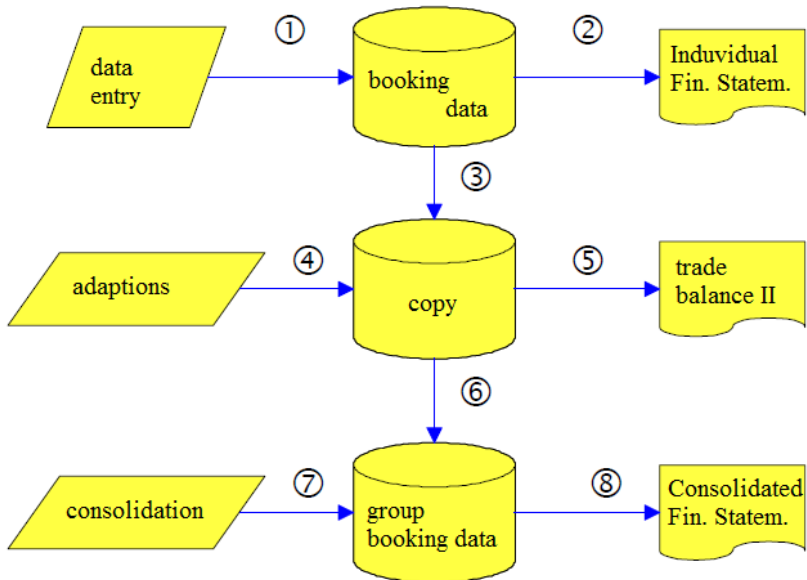 ①
②
data
entry
booking
data
Induvidual
Fin. Statem.
③
④
⑤
adaptions
copy
trade
balance II
⑥
⑦
⑧
consolidation
group
booking data
Consolidated
Fin. Statem.